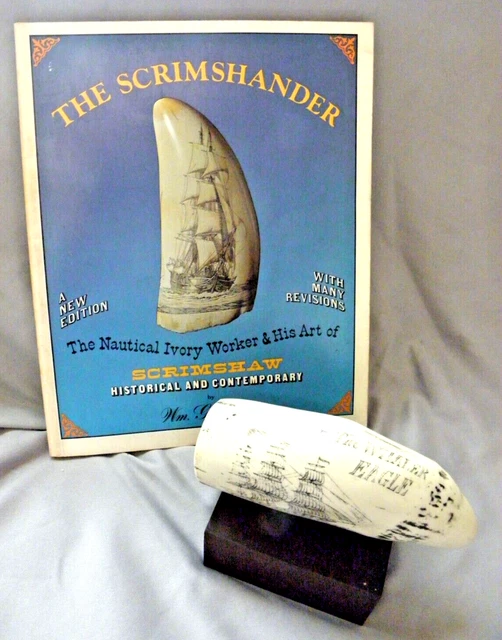 THE SCRIMSHANDER
A
NEW
EDITION
WITH
MANY
REVISIONS
The Nautical Ivory Worker & His Art of
SCRIMSHAW
HISTORICAL AND CONTEMPORARY
by
Wm.
EAGLE